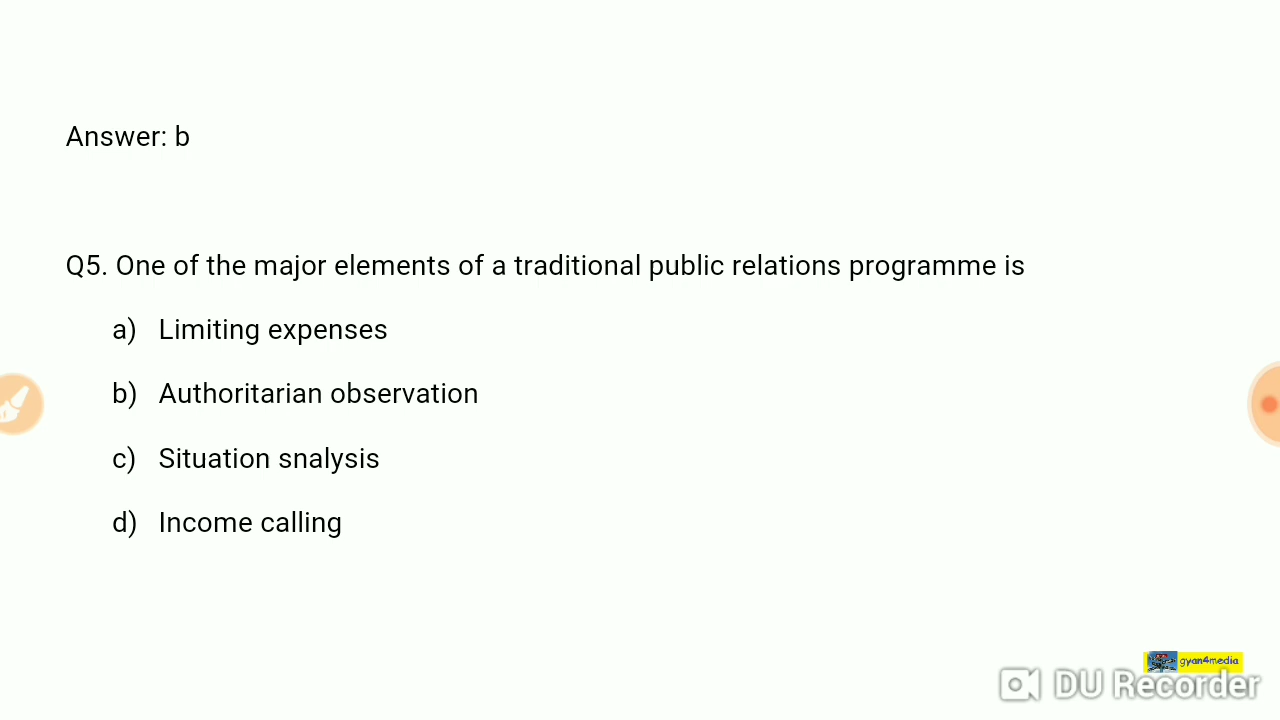 Answer: b
Q5. One of the major elements of a traditional public relations programme is
a) Limiting expenses
b) Authoritarian observation
c) Situation snalysis
d) Income calling
gyan4media
DU Recorder